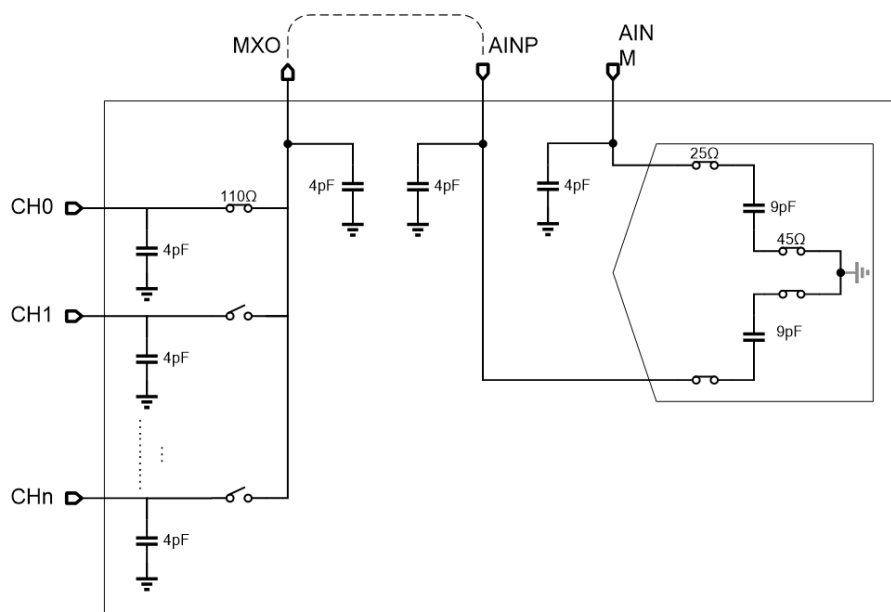 MXO
AINP
AIN
M
4pF
4pF
4pF
25Ω
9pF
45Ω
9pF
CH0
110Ω
4pF
CH1
4pF
CHn
4pF